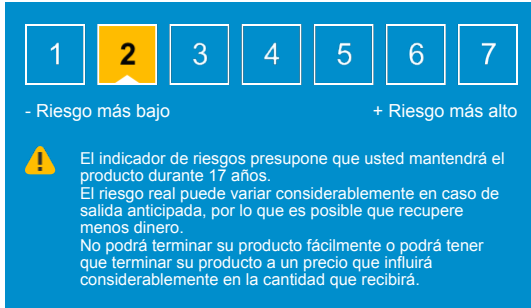 1 2 3 4 5 6 7
- Riesgo más bajo + Riesgo más alto
El indicador de riesgos presupone que usted mantendrá el
producto durante 17 años.
El riesgo real puede variar considerablemente en caso de
salida anticipada, por lo que es posible que recupere
menos dinero.
No podrá terminar su producto fácilmente o podrá tener
que terminar su producto a un precio que influirá
considerablemente en la cantidad que recibirá.